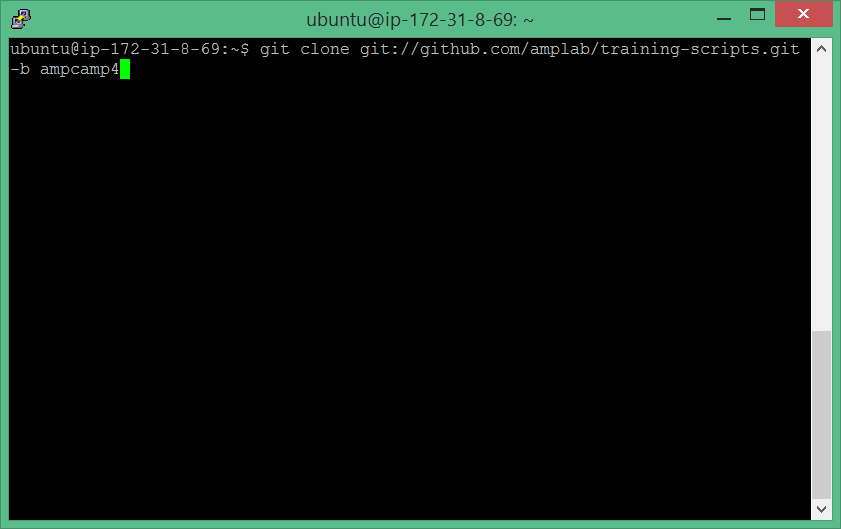 ubuntu@ip-172-31-8-69: ~
ubuntu@ip-172-31-8-69:~$ git clone git://github.com/amplab/training-scripts.git
-b ampcamp4